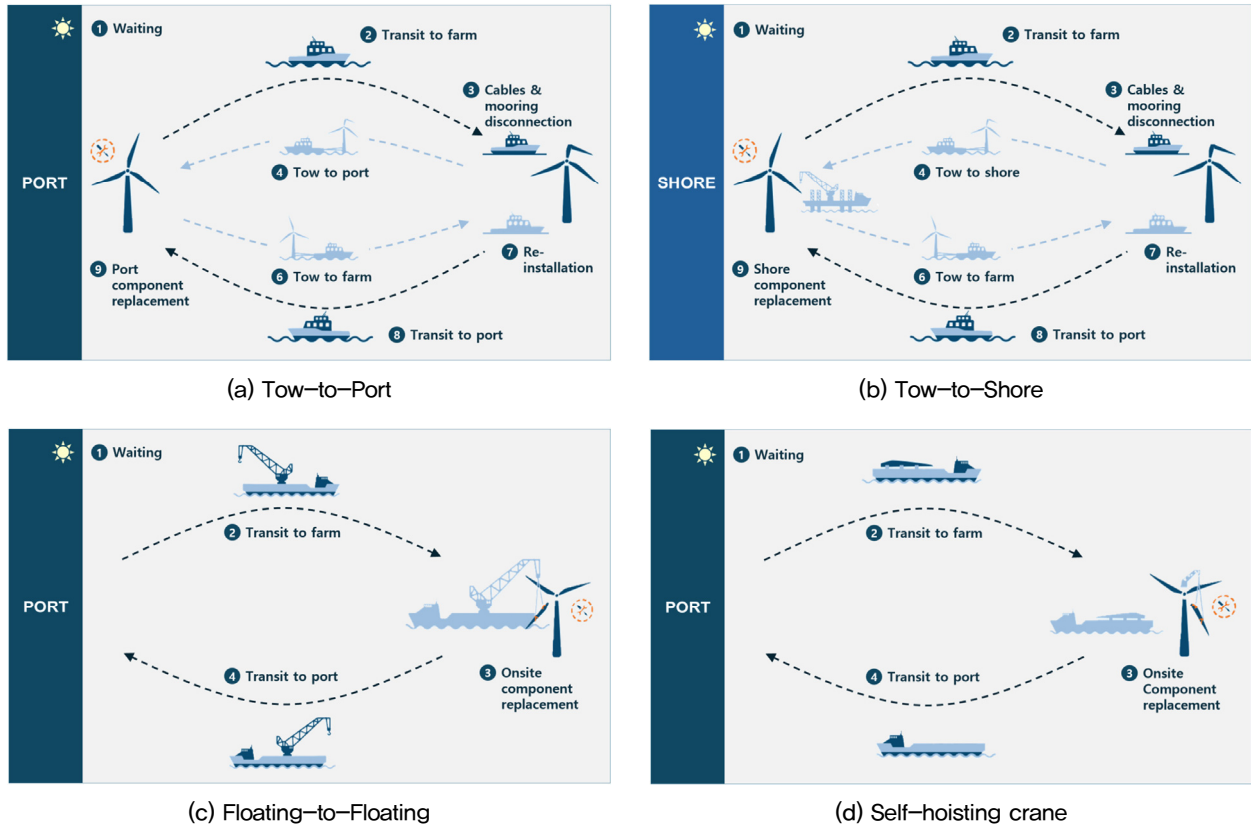 PORT
1 Waiting
2 Transit to farm
3 Cables &
mooring
disconnection
4 Tow to port
6 Tow to farm
7 Re-
installation
9 Port
component
replacement
8 Transit to port
(a) Tow-to-Port
SHORE
1 Waiting
2 Transit to farm
3 Cables &
mooring
disconnection
4 Tow to shore
6 Tow to farm
7 Re-
installation
9 Shore
component
replacement
8 Transit to port
(b) Tow-to-Shore
PORT
1 Waiting
2 Transit to farm
3 Onsite
component
replacement
4 Transit to port
(c) Floating-to-Floating
PORT
1 Waiting
2 Transit to farm
3 Onsite
Component
replacement
4 Transit to port
(d) Self-hoisting crane